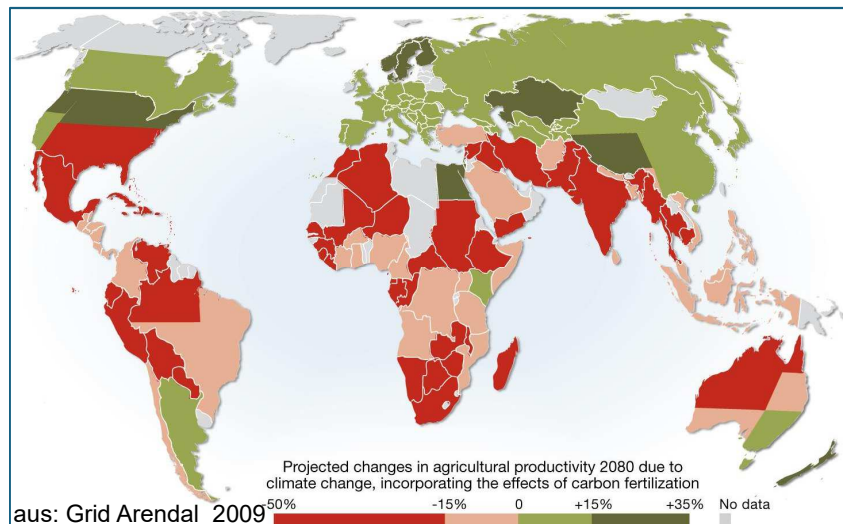 Projected changes in agricultural productivity 2080 due to
climate change, incorporating the effects of carbon fertilization
aus: Grid Arendal 2009
-50% -15% 0 +15% +35% No data